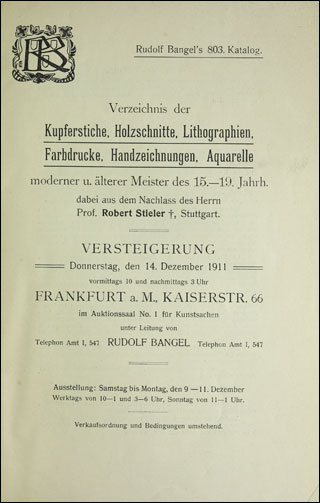 RB
Rudolf Bangel's 803. Katalog.
Verzeichnis der
Kupferstiche, Holzschnitte, Lithographien,
Farbdrucke, Handzeichnungen, Aquarelle
moderner u. älterer Meister des 15.—19. Jahrh.
dabei aus dem Nachlass des Herrn
Prof. Robert Stieler †, Stuttgart.
VERSTEIGERUNG
Donnerstag, den 14. Dezember 1911
vormittags 10 und nachmittags 3 Uhr
FRANKFURT a. M., KAISERSTR. 66
im Auktionssaal No. 1 für Kunstsachen
unter Leitung von
Telephon Amt I, 547 RUDOLF BANGEL Telephon Amt I, 547
Ausstellung: Samstag bis Montag, den 9—11. Dezember
Werktags von 10—1 und 3—6 Uhr, Sonntag von 11—1 Uhr.
Verkaufsordnung und Bedingungen umstehend.